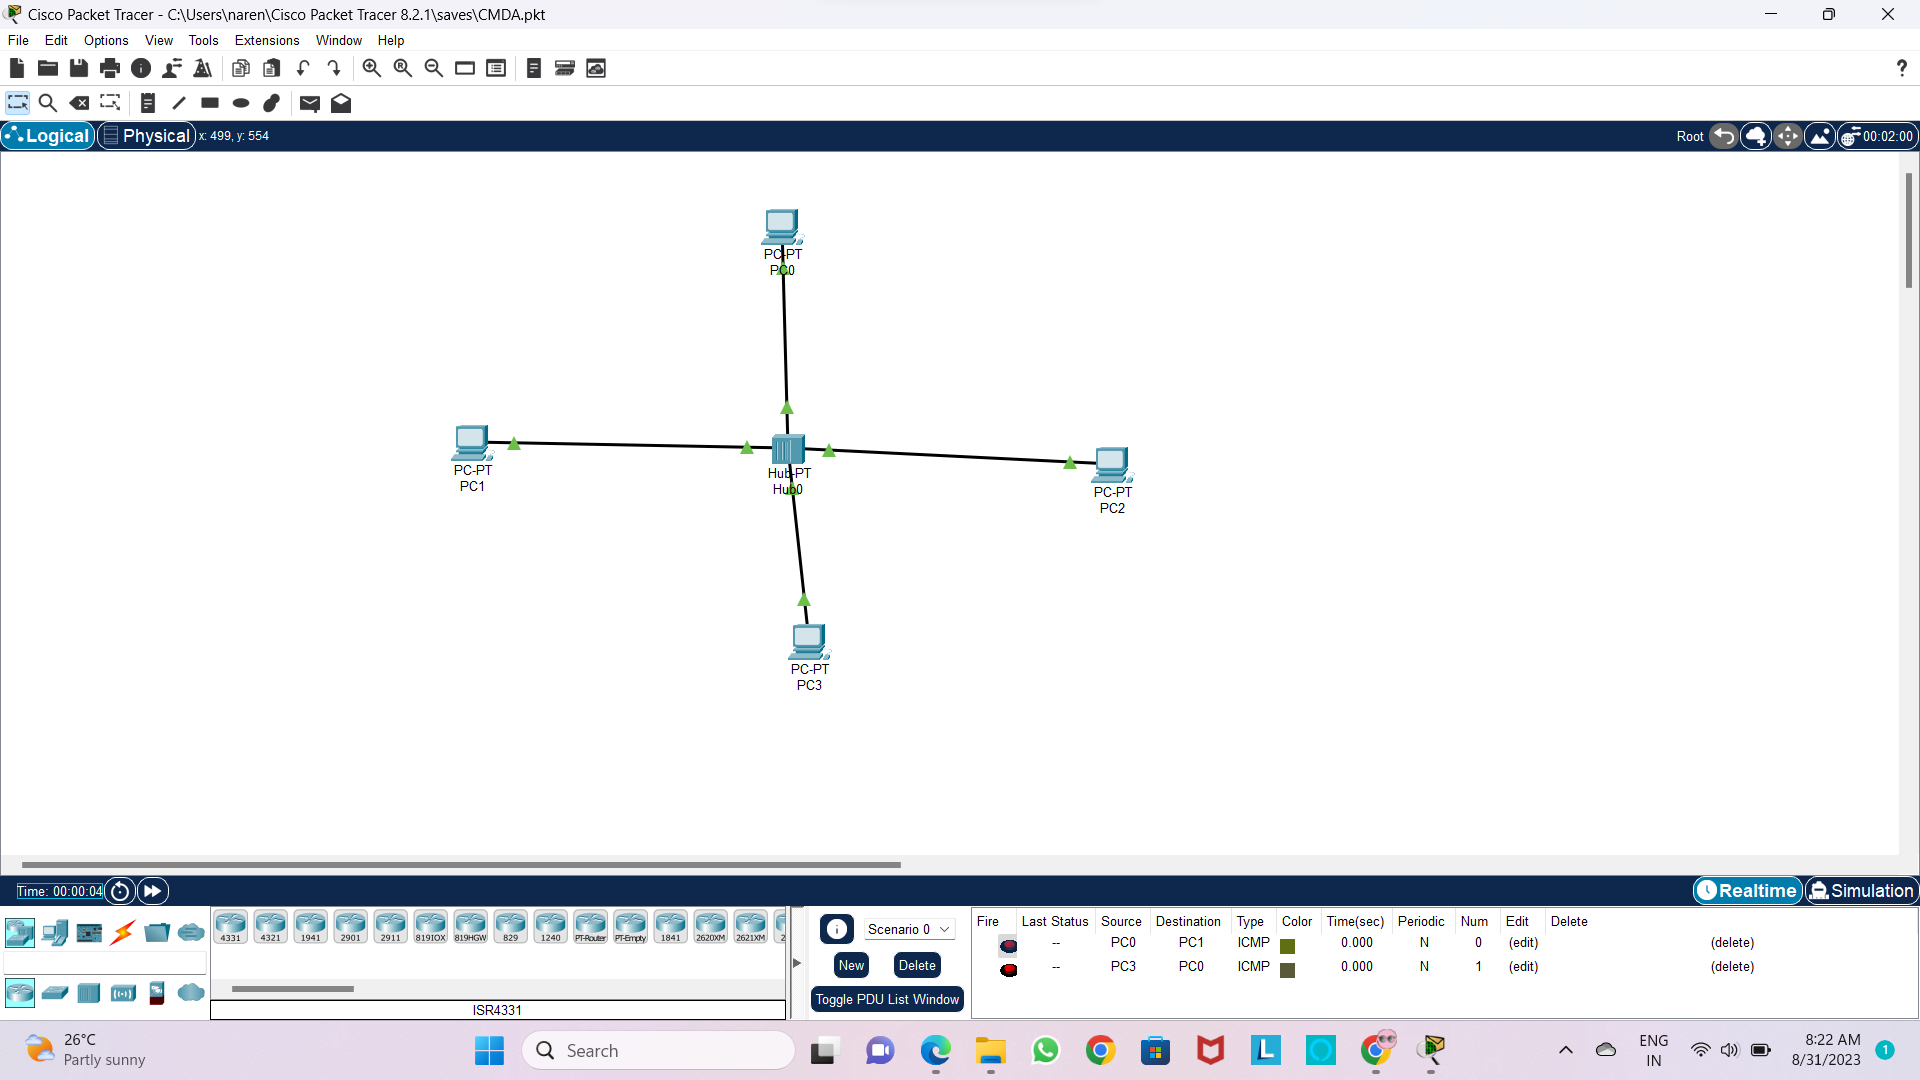 Cisco Packet Tracer - C:\Users\naren\Cisco Packet Tracer 8.2.1\saves\CMDA.pkt
File Edit Options View Tools Extensions Window Help
?
Logical Physical x: 499, y: 554 Root 00:02:00
PC-PT
PC0
PC-PT
PC1
Hub-PT
Hub0
PC-PT
PC2
PC-PT
PC3
Time: 00:00:04 Realtime Simulation
4331 4321 1941 2901 2911 819IOX 819HGW 829 1240 PT-Router PT-Empty 1841 2620XM 2621XM 2
ISR4331
Scenario 0
New Delete
Toggle PDU List Window
Fire Last Status Source Destination Type Color Time(sec) Periodic Num Edit Delete
-- PC0 PC1 ICMP 0.000 N 0 (edit) (delete)
-- PC3 PC0 ICMP 0.000 N 1 (edit) (delete)
26°C
Partly sunny
Search
L
ENG
IN
8:22 AM
8/31/2023
1